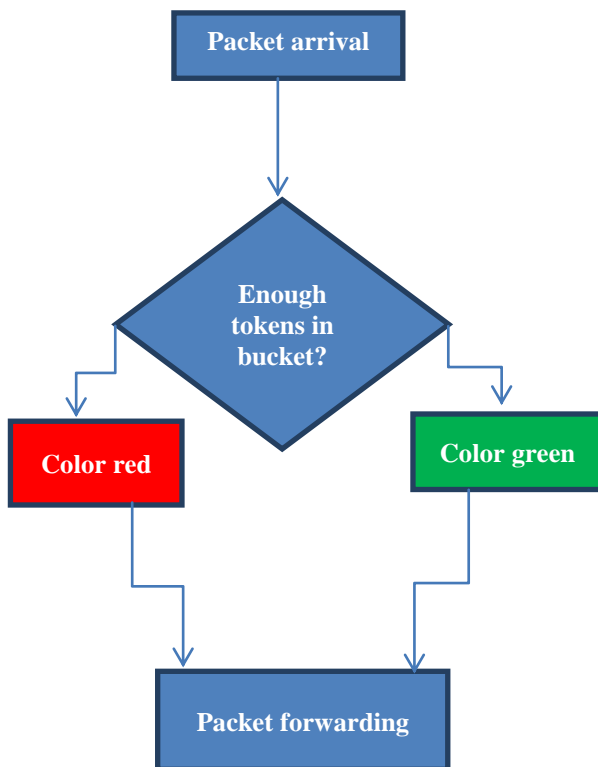 Packet arrival
Enough
tokens in
bucket?
Color red
Color green
Packet forwarding